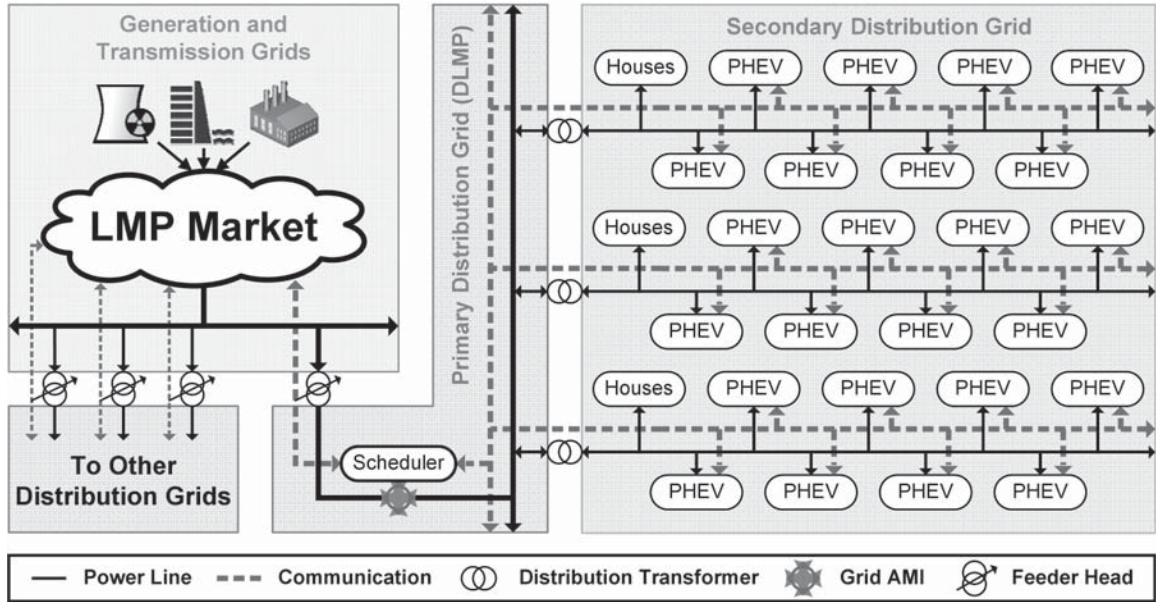 Generation and
Transmission Grids
LMP Market
To Other
Distribution Grids
Scheduler
Primary Distribution Grid (DLMP)
Secondary Distribution Grid
Houses PHEV PHEV PHEV PHEV
PHEV PHEV PHEV PHEV
Houses PHEV PHEV PHEV PHEV
PHEV PHEV PHEV PHEV
Houses PHEV PHEV PHEV PHEV
PHEV PHEV PHEV PHEV
Power Line Communication Distribution Transformer Grid AMI Feeder Head